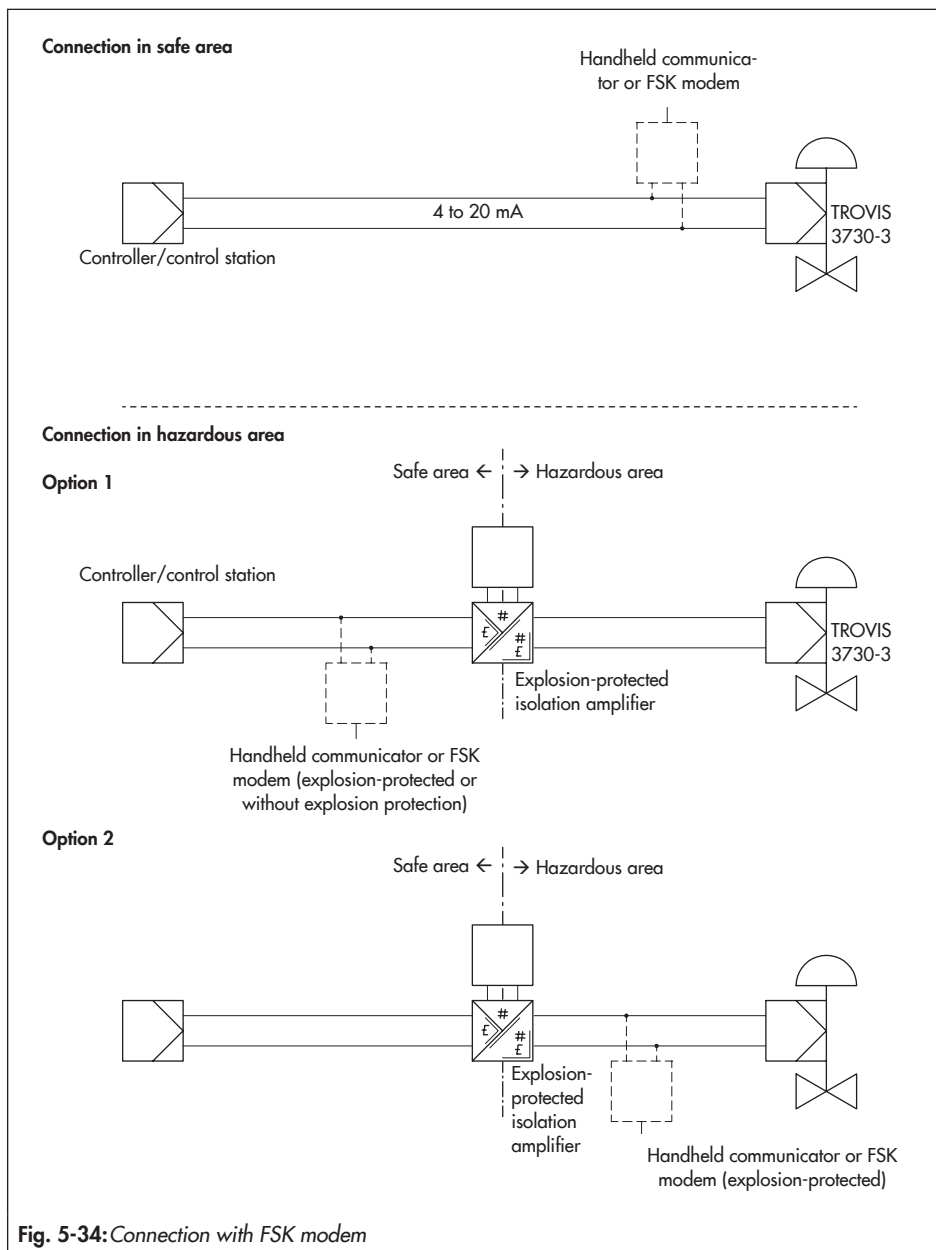 Connection in safe area
Handheld communica-
tor or FSK modem
4 to 20 mA
TROVIS
3730-3
Controller/control station
Connection in hazardous area
Option 1
Safe area ← → Hazardous area
Controller/control station
#
£
#
£
TROVIS
3730-3
Explosion-protected
isolation amplifier
Handheld communicator or FSK
modem (explosion-protected or
without explosion protection)
Option 2
Safe area ← → Hazardous area
#
£
#
£
Explosion-
protected
isolation
amplifier
Handheld communicator or FSK
modem (explosion-protected)
Fig. 5-34: Connection with FSK modem